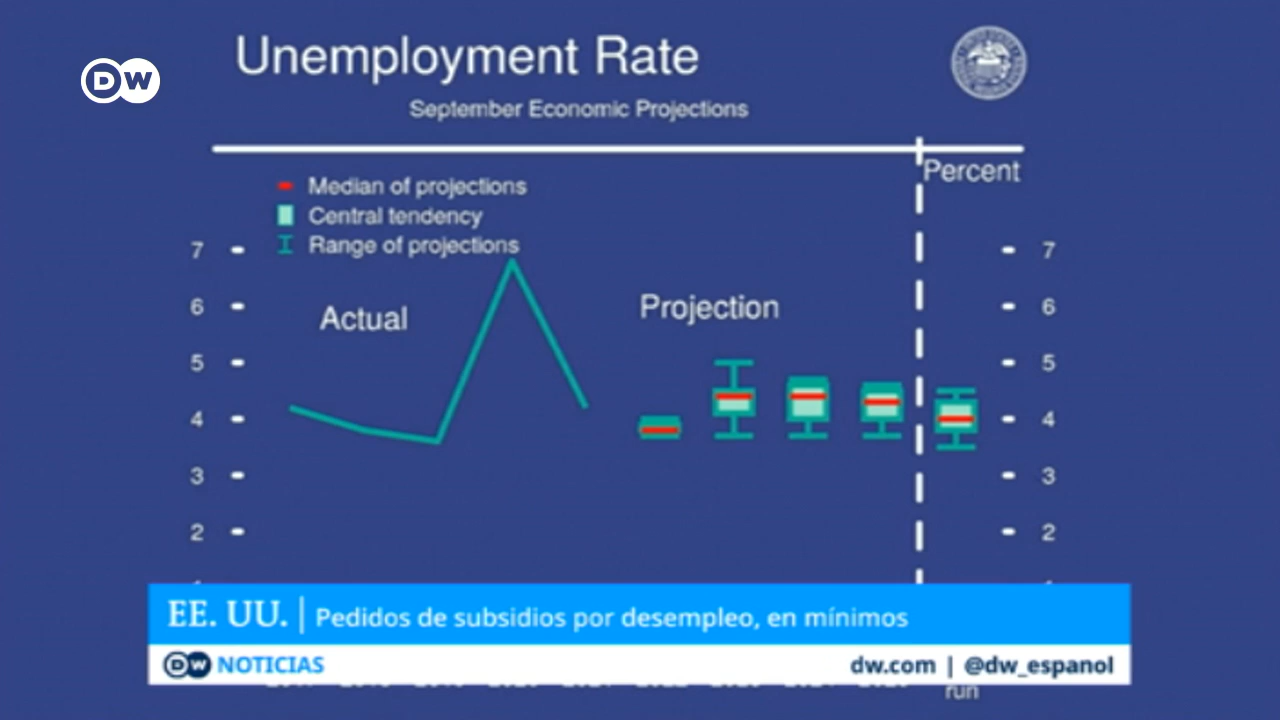 DW
Unemployment Rate
September Economic Projections
Percent
Median of projections
Central tendency
Range of projections
Actual
Projection
7 7
6 6
5 5
4 4
3 3
2 2
EE. UU. | Pedidos de subsidios por desempleo, en mínimos
DW NOTICIAS dw.com | @dw_espanol
run